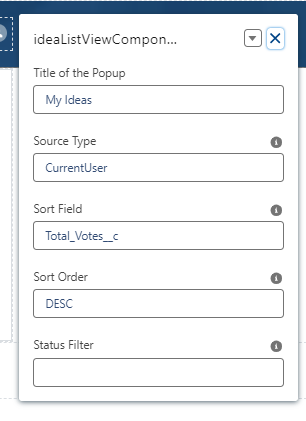 ideaListViewCompon...
Title of the Popup
My Ideas
Source Type
CurrentUser
Sort Field
Total_Votes__c
Sort Order
DESC
Status Filter